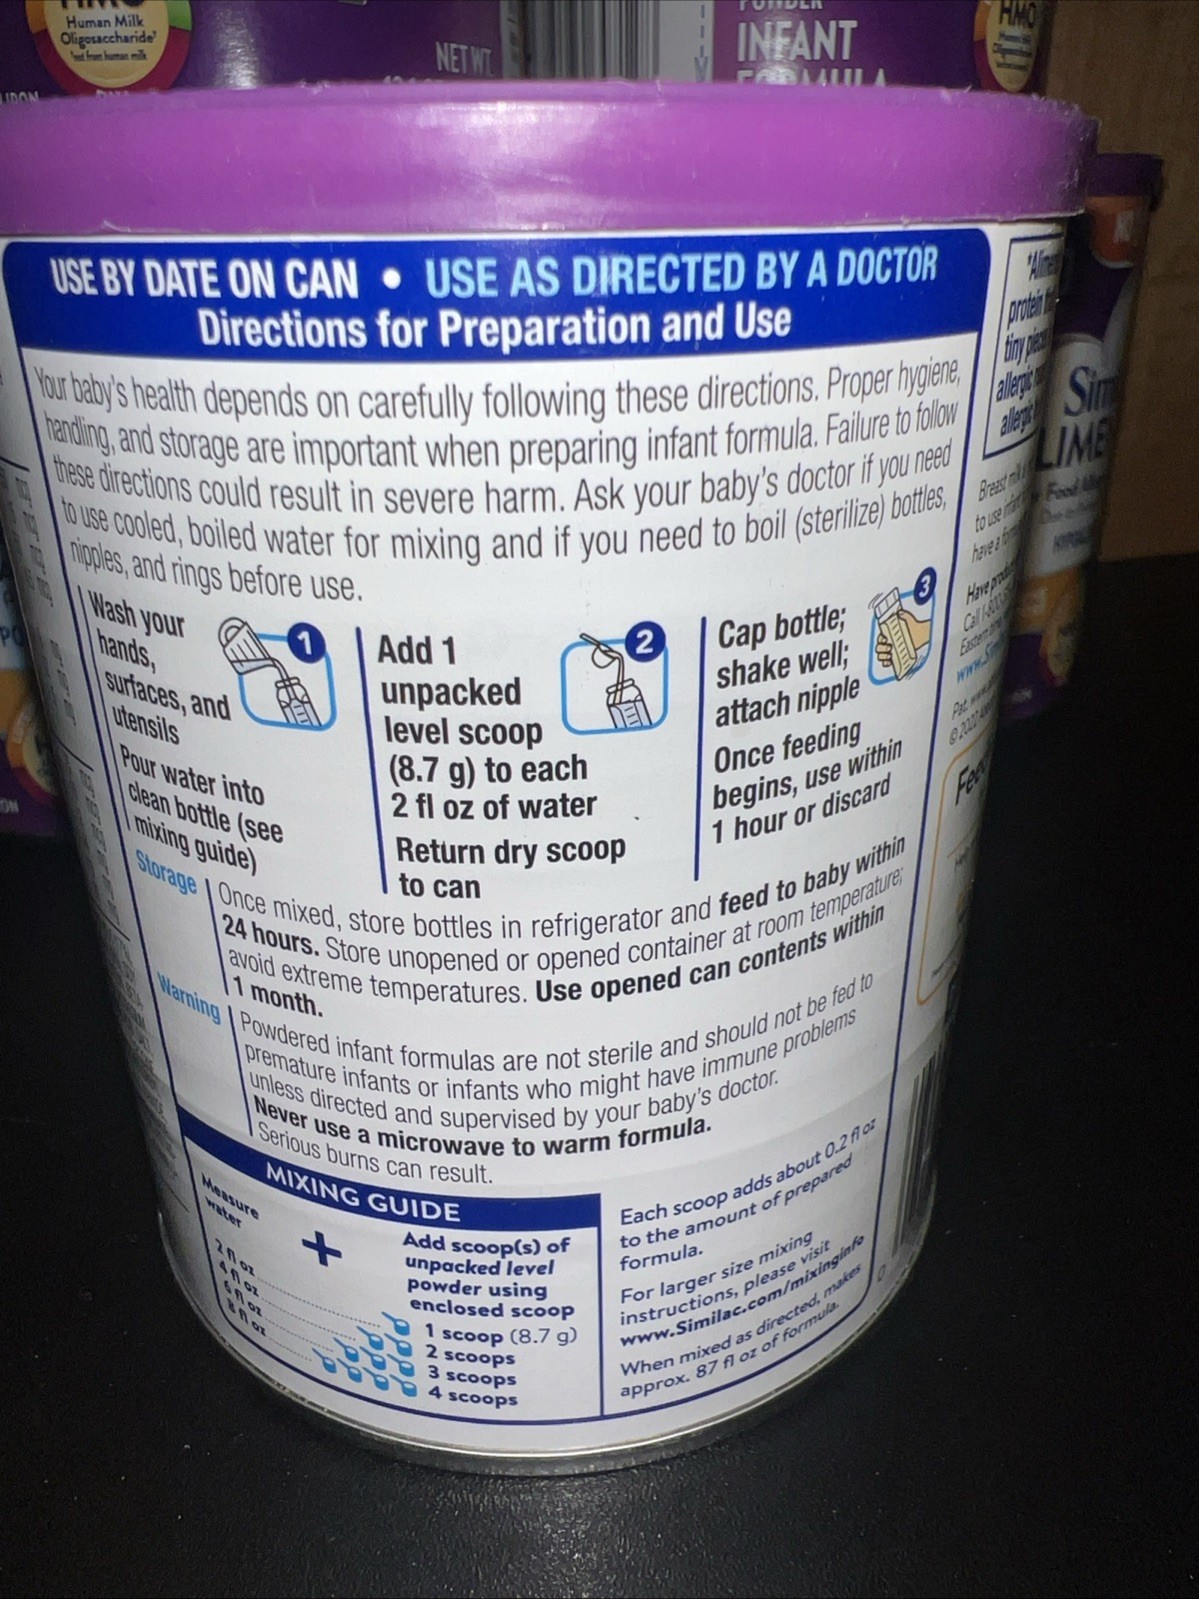 Human Milk
Oligosaccharide
NET WT
INFANT
FORMULA
USE BY DATE ON CAN • USE AS DIRECTED BY A DOCTOR
Directions for Preparation and Use
Your baby's health depends on carefully following these directions. Proper hygiene,
handling, and storage are important when preparing infant formula. Failure to follow
these directions could result in severe harm. Ask your baby's doctor if you need
to use cooled, boiled water for mixing and if you need to boil (sterilize) bottles,
nipples, and rings before use.
Wash your
hands,
surfaces, and
utensils
Pour water into
clean bottle (see
mixing guide)
1
Add 1
unpacked
level scoop
(8.7 g) to each
2 fl oz of water
Return dry scoop
to can
2
Cap bottle;
shake well;
attach nipple
Once feeding
begins, use within
1 hour or discard
3
Storage
Once mixed, store bottles in refrigerator and feed to baby within
24 hours. Store unopened or opened container at room temperature;
avoid extreme temperatures. Use opened can contents within
1 month.
Warning
Powdered infant formulas are not sterile and should not be fed to
premature infants or infants who might have immune problems
unless directed and supervised by your baby's doctor.
Never use a microwave to warm formula.
Serious burns can result.
MIXING GUIDE
Measure
water
+
Add scoop(s) of
unpacked level
powder using
enclosed scoop
2 fl oz 1 scoop (8.7 g)
4 fl oz 2 scoops
6 fl oz 3 scoops
8 fl oz 4 scoops
Each scoop adds about 0.2 fl oz
to the amount of prepared
formula.
For larger size mixing
instructions, please visit
www.Similac.com/mixinginfo
When mixed as directed, makes
approx. 87 fl oz of formula.
protein
tiny
allergic
Breast
to use
have a
Have
Call
Eastern
Pat.
© 2022